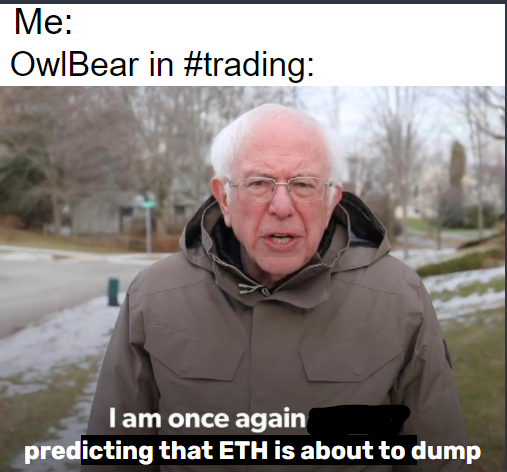 Me:
OwlBear in #trading:
I am once again
predicting that ETH is about to dump